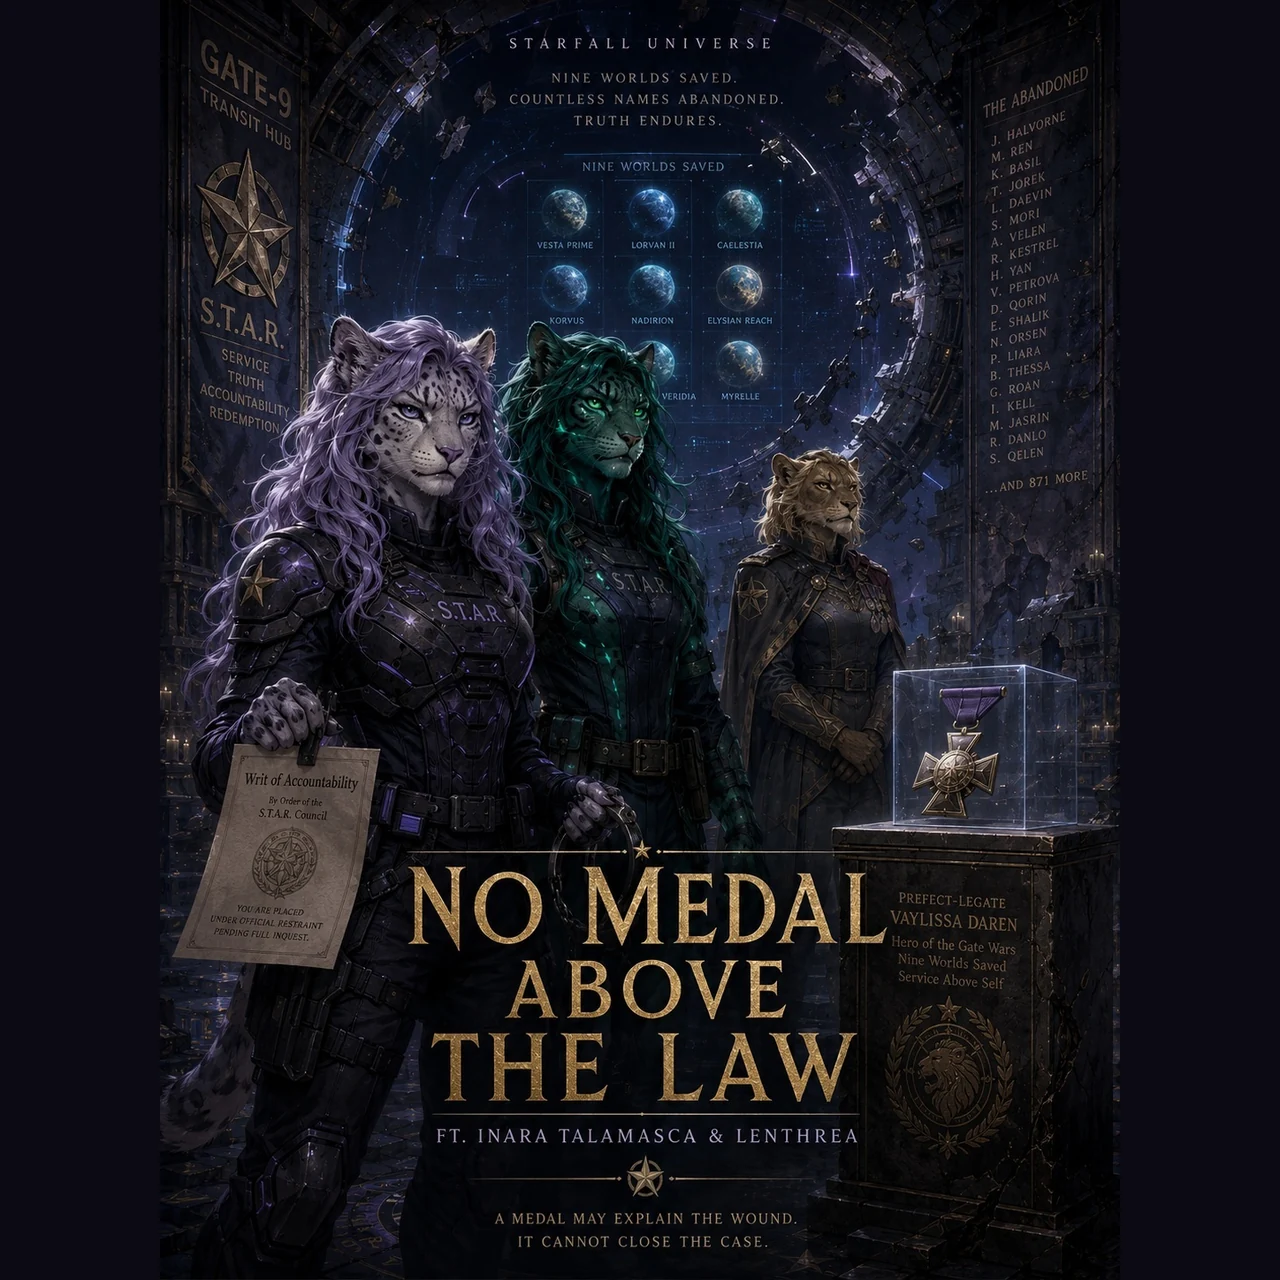 STARFALL UNIVERSE
NINE WORLDS SAVED.
COUNTLESS NAMES ABANDONED.
TRUTH ENDURES.
GATE-9
TRANSIT HUB
S.T.A.R.
SERVICE
TRUTH
ACCOUNTABILITY
REDEMPTION
NINE WORLDS SAVED
VESTA PRIME
LORVAN II
CAELESTIA
KORVUS
NADIRION
ELYSIAN REACH
VERIDIA
MYRELLE
THE ABANDONED
J. HALVORNE
M. REN
K. BASIL
T. JOREK
L. DAEVIN
S. MORI
A. VELEN
R. KESTREL
H. YAN
V. PETROVA
D. QORIN
E. SHALIK
N. ORSEN
P. LIARA
B. THESSA
G. ROAN
I. KELL
M. JASRIN
R. DANLO
S. QELEN
...AND 871 MORE
S.T.A.R.
S.T.A.R.
Writ of Accountability
By Order of the
S.T.A.R. Council
YOU ARE PLACED
UNDER OFFICIAL RESTRAINT
PENDING FULL INQUEST.
NO MEDAL
ABOVE
THE LAW
FT. INARA TALAMASCA & LENTHREA
A MEDAL MAY EXPLAIN THE WOUND.
IT CANNOT CLOSE THE CASE.
PREFECT-LEGATE
VAYLISSA DAREN
Hero of the Gate Wars
Nine Worlds Saved
Service Above Self